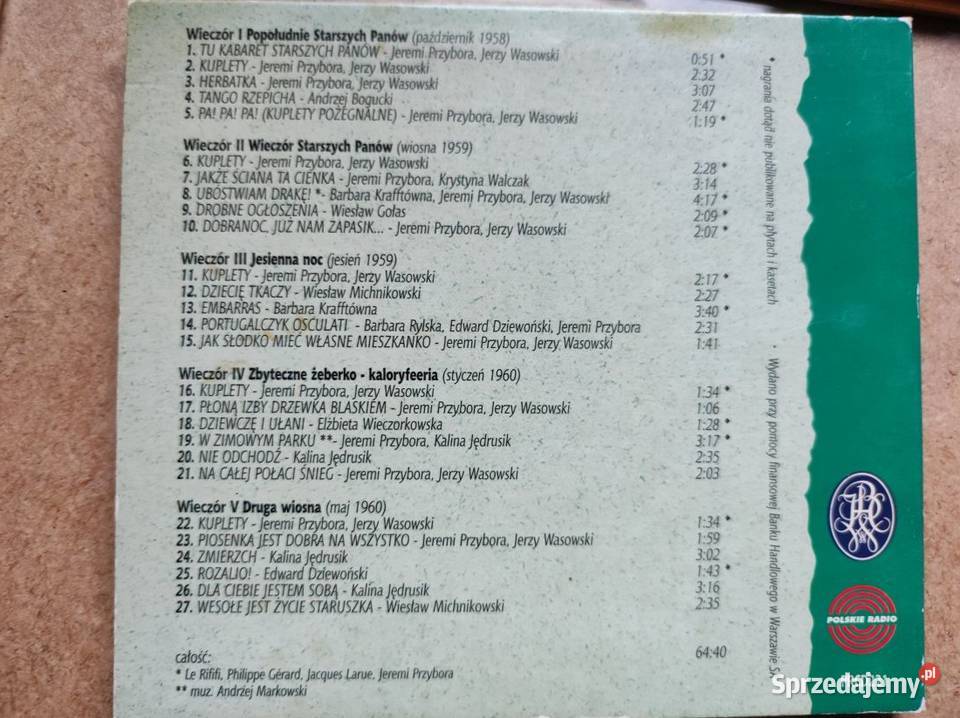 Wieczór I Popołudnie Starszych Panów (październik 1958)
1. TU KABARET STARSZYCH PANÓW - Jeremi Przybora, Jerzy Wasowski 0:51 *
2. KUPLETY - Jeremi Przybora, Jerzy Wasowski 2:32
3. HERBATKA - Jeremi Przybora, Jerzy Wasowski 3:07
4. TANGO RZEPICHA - Andrzej Bogucki 2:47
5. PA! PA! PA! (KUPLETY POŻEGNALNE) - Jeremi Przybora, Jerzy Wasowski 1:19 *
Wieczór II Wieczór Starszych Panów (wiosna 1959)
6. KUPLETY - Jeremi Przybora, Jerzy Wasowski 2:28 *
7. JAKŻE ŚCIANA TA CIENKA - Jeremi Przybora, Krystyna Walczak 3:14
8. UBÓSTWIAM DRAKĘ! *- Barbara Krafftówna, Jeremi Przybora, Jerzy Wasowski 4:17 *
9. DROBNE OGŁOSZENIA - Wiesław Gołas 2:09 *
10. DOBRANOC, JUŻ NAM ZAPASIK... - Jeremi Przybora, Jerzy Wasowski 2:07 *
Wieczór III Jesienna noc (jesień 1959)
11. KUPLETY - Jeremi Przybora, Jerzy Wasowski 2:17 *
12. DZIECIĘ TKACZY - Wiesław Michnikowski 2:27
13. EMBARRAS - Barbara Krafftówna 3:40 *
14. PORTUGALCZYK OSCULATI - Barbara Rylska, Edward Dziewoński, Jeremi Przybora 2:31
15. JAK SŁODKO MIEĆ WŁASNE MIESZKANKO - Jeremi Przybora, Jerzy Wasowski 1:41
Wieczór IV Zbyteczne żeberko - kaloryfeeria (styczeń 1960)
16. KUPLETY - Jeremi Przybora, Jerzy Wasowski 1:34 *
17. PŁONĄ IZBY DRZEWKA BLASKIEM - Jeremi Przybora, Jerzy Wasowski 1:06
18. DZIEWCZĘ I UŁANI - Elżbieta Wieczorkowska 1:28 *
19. W ZIMOWYM PARKU **- Jeremi Przybora, Kalina Jędrusik 3:17 *
20. NIE ODCHODŹ - Kalina Jędrusik 2:35
21. NA CAŁEJ POŁACI ŚNIEG - Jeremi Przybora, Jerzy Wasowski 2:03
Wieczór V Druga wiosna (maj 1960)
22. KUPLETY - Jeremi Przybora, Jerzy Wasowski 1:34 *
23. PIOSENKA JEST DOBRA NA WSZYSTKO - Jeremi Przybora, Jerzy Wasowski 1:59
24. ZMIERZCH - Kalina Jędrusik 3:02
25. ROZALIO! - Edward Dziewoński 1:43 *
26. DLA CIEBIE JESTEM SOBĄ - Kalina Jędrusik 3:16
27. WESOŁE JEST ŻYCIE STARUSZKA - Wiesław Michnikowski 2:35
całość: 64:40
* Le Rififi, Philippe Gérard, Jacques Larue, Jeremi Przybora
** muz. Andrzej Markowski
* nagrania dotąd nie publikowane na płytach i kasetach · Wydano przy pomocy finansowej Banku Handlowego w Warszawie
POLSKIE RADIO
Sprzedajemy.pl